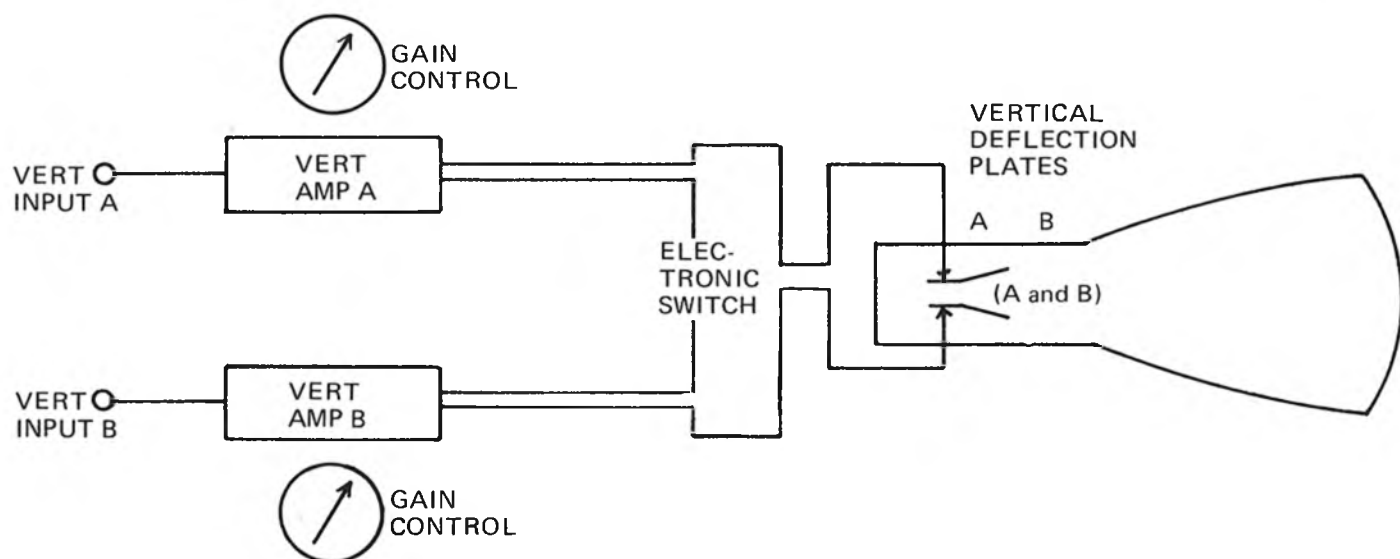 GAIN
CONTROL
VERTICAL
DEFLECTION
PLATES
VERT
INPUT A
VERT
AMP A
A B
ELEC-
TRONIC
SWITCH
(A and B)
VERT
INPUT B
VERT
AMP B
GAIN
CONTROL